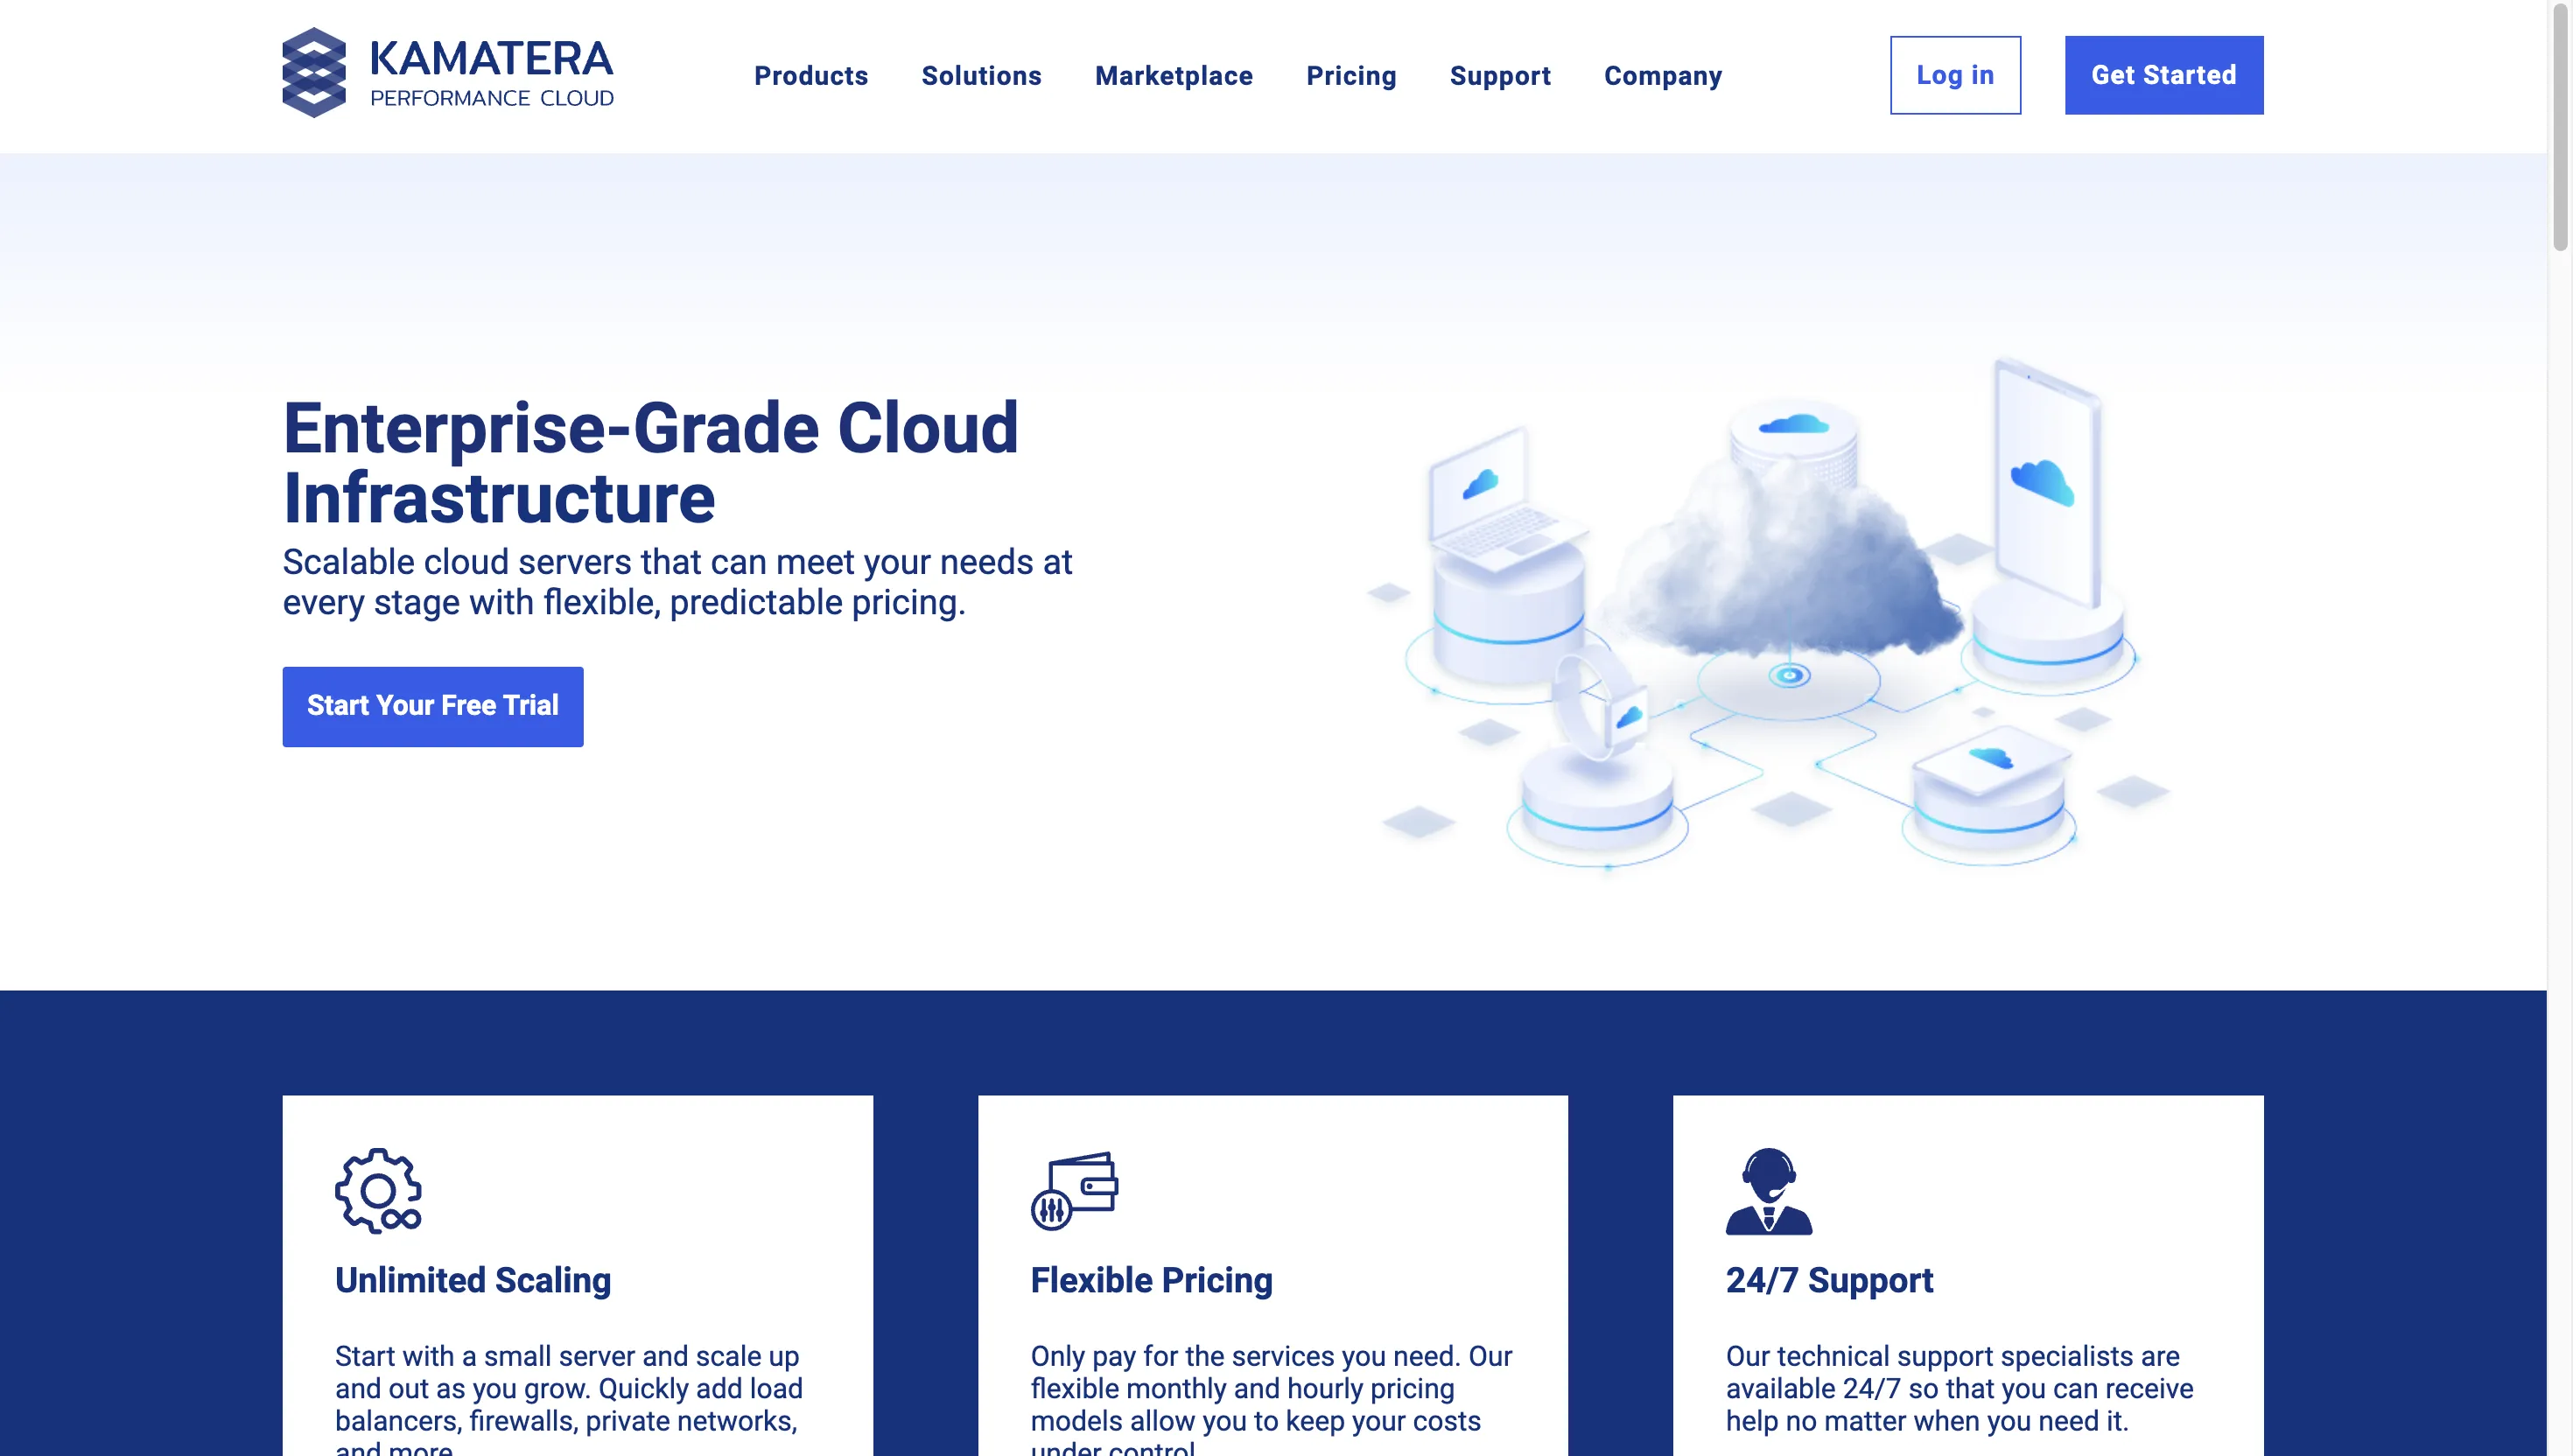 KAMATERA
PERFORMANCE CLOUD
Products
Solutions
Marketplace
Pricing
Support
Company
Log in
Get Started
Enterprise-Grade Cloud
Infrastructure
Scalable cloud servers that can meet your needs at
every stage with flexible, predictable pricing.
Start Your Free Trial
Unlimited Scaling
Start with a small server and scale up
and out as you grow. Quickly add load
balancers, firewalls, private networks,
and more
Flexible Pricing
Only pay for the services you need. Our
flexible monthly and hourly pricing
models allow you to keep your costs
under control
24/7 Support
Our technical support specialists are
available 24/7 so that you can receive
help no matter when you need it.